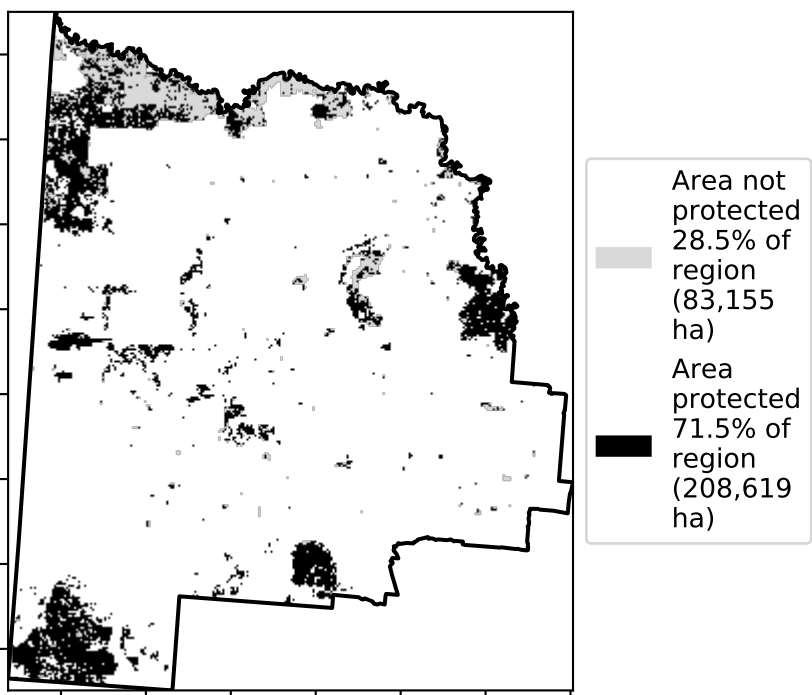 Area not
protected
28.5% of
region
(83,155
ha)
Area
protected
71.5% of
region
(208,619
ha)